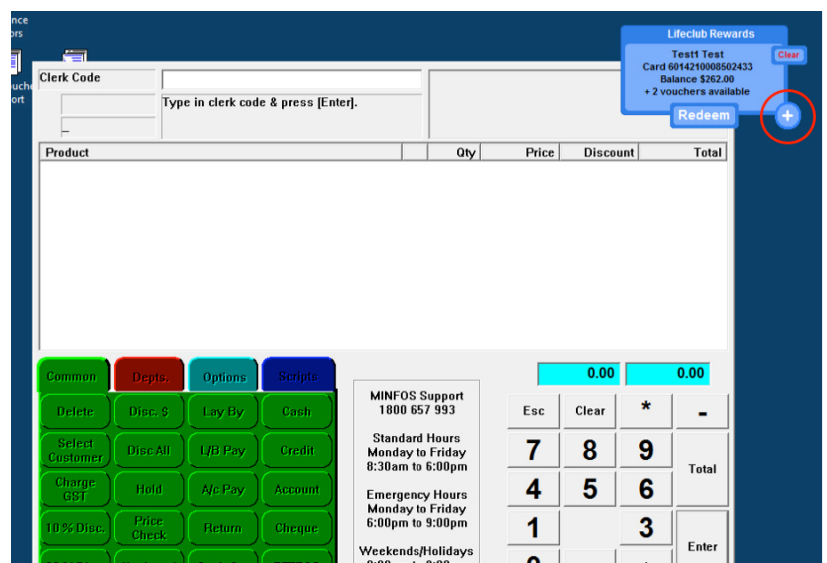 nce
ors
uche
ort
Lifeclub Rewards
Test1 Test
Clear
Card 6014210008502433
Balance $262.00
+ 2 vouchers available
Redeem
+
Clerk Code
Type in clerk code & press [Enter].
_
Product Qty Price Discount Total
Common Depts. Options Scripts
0.00 0.00
Delete Disc. $ Lay By Cash
Select Customer Disc All L/B Pay Credit
Charge GST Hold A/c Pay Account
10 % Disc. Price Check Return Cheque
MINFOS Support
1800 657 993
Standard Hours
Monday to Friday
8:30am to 6:00pm
Emergency Hours
Monday to Friday
6:00pm to 9:00pm
Weekends/Holidays
Esc Clear * -
7 8 9
Total
4 5 6
1 3
Enter